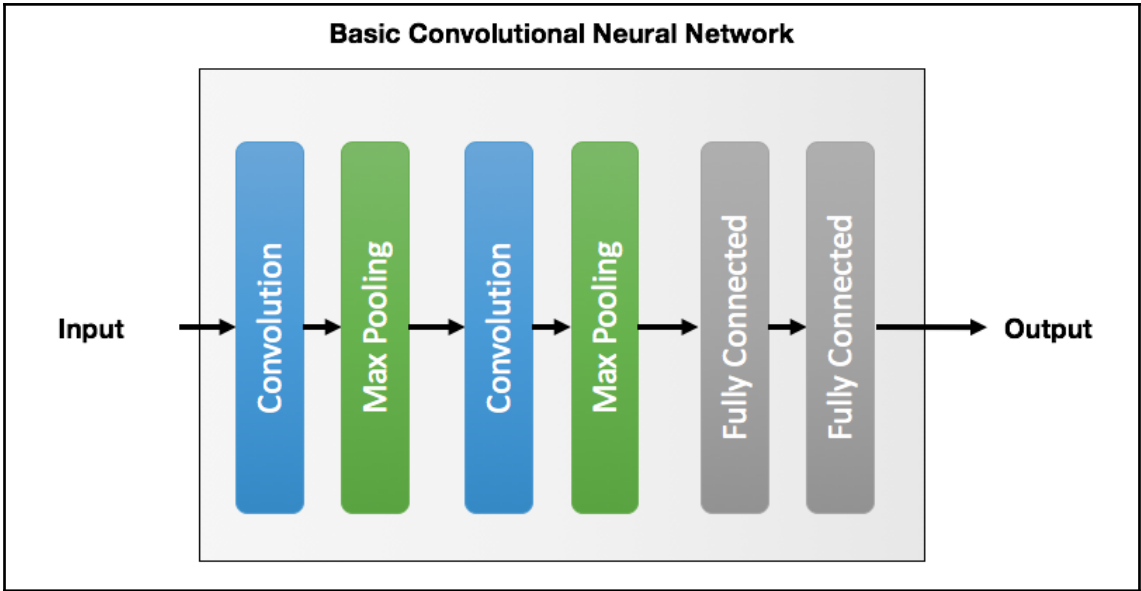 Basic Convolutional Neural Network
Input
Convolution
Max Pooling
Convolution
Max Pooling
Fully Connected
Fully Connected
Output